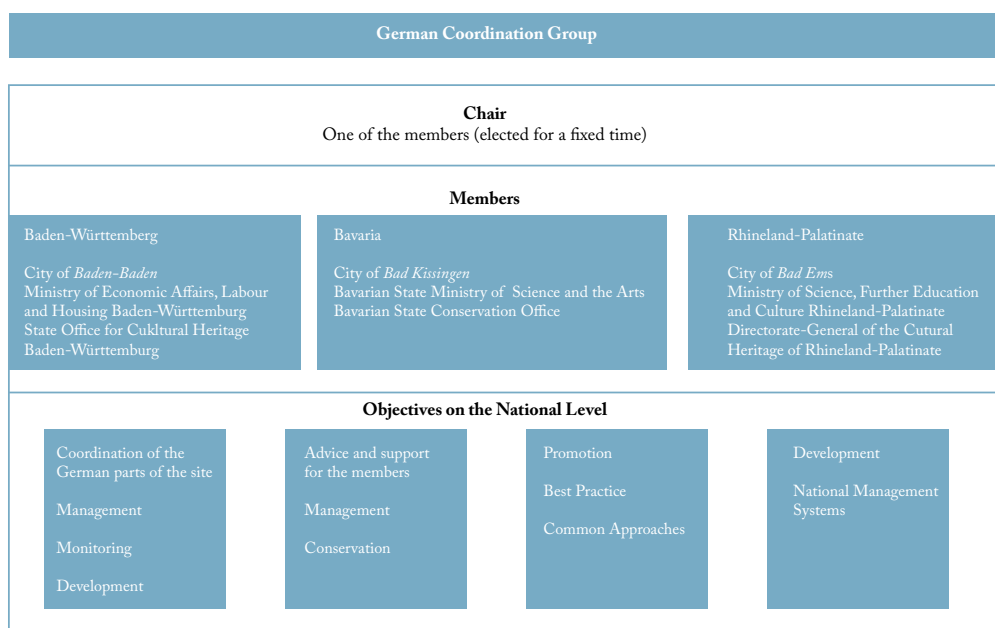 German Coordination Group
Chair
One of the members (elected for a fixed time)
Members
Baden-Württemberg
City of Baden-Baden
Ministry of Economic Affairs, Labour
and Housing Baden-Württemburg
State Office for Cukltural Heritage
Baden-Württemburg
Bavaria
City of Bad Kissingen
Bavarian State Ministry of Science and the Arts
Bavarian State Conservation Office
Rhineland-Palatinate
City of Bad Ems
Ministry of Science, Further Education
and Culture Rhineland-Palatinate
Directorate-General of the Cutural
Heritage of Rhineland-Palatinate
Objectives on the National Level
Coordination of the
German parts of the site
Management
Monitoring
Development
Advice and support
for the members
Management
Conservation
Promotion
Best Practice
Common Approaches
Development
National Management
Systems